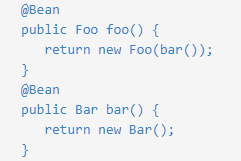 @Bean
public Foo foo() {
   return new Foo(bar());
}
@Bean
public Bar bar() {
   return new Bar();
}